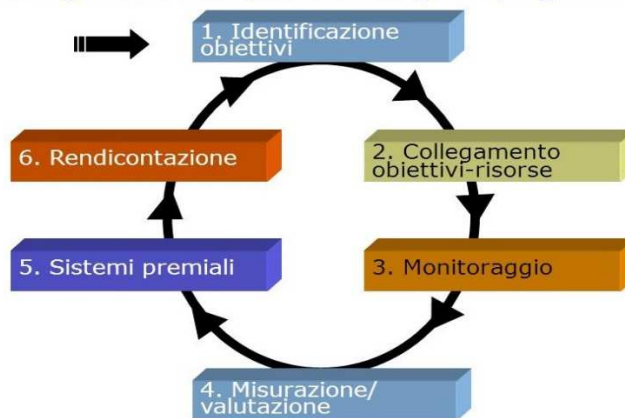 1. Identificazione
obiettivi
2. Collegamento
obiettivi-risorse
3. Monitoraggio
4. Misurazione/
valutazione
5. Sistemi premiali
6. Rendicontazione